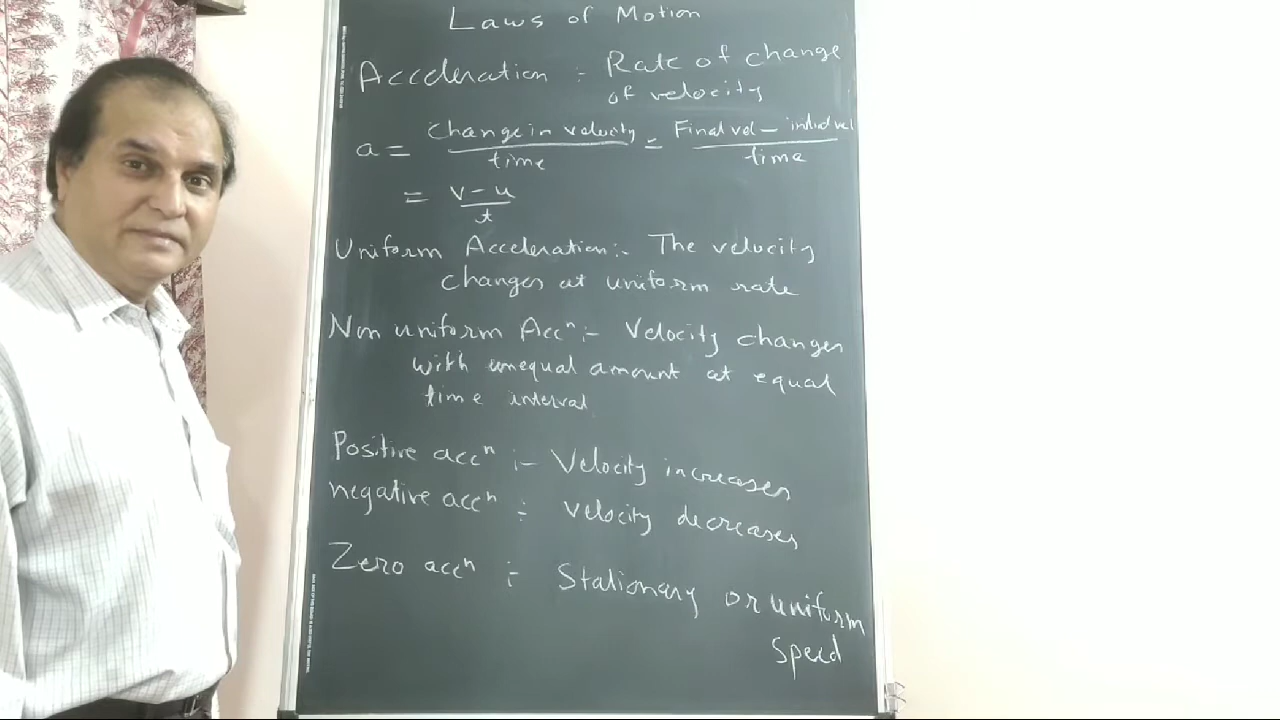 Laws of Motion
Acceleration :- Rate of change
of velocity
a = Change in velocity / time = Final vel - initial vel / time
= v - u / t
Uniform Acceleration :- The velocity
changes at uniform rate
Non uniform Accⁿ :- Velocity changes
with unequal amount at equal
time interval
Positive accⁿ :- Velocity increases
negative accⁿ :- velocity decreases
Zero accⁿ :- Stationary or uniform
speed